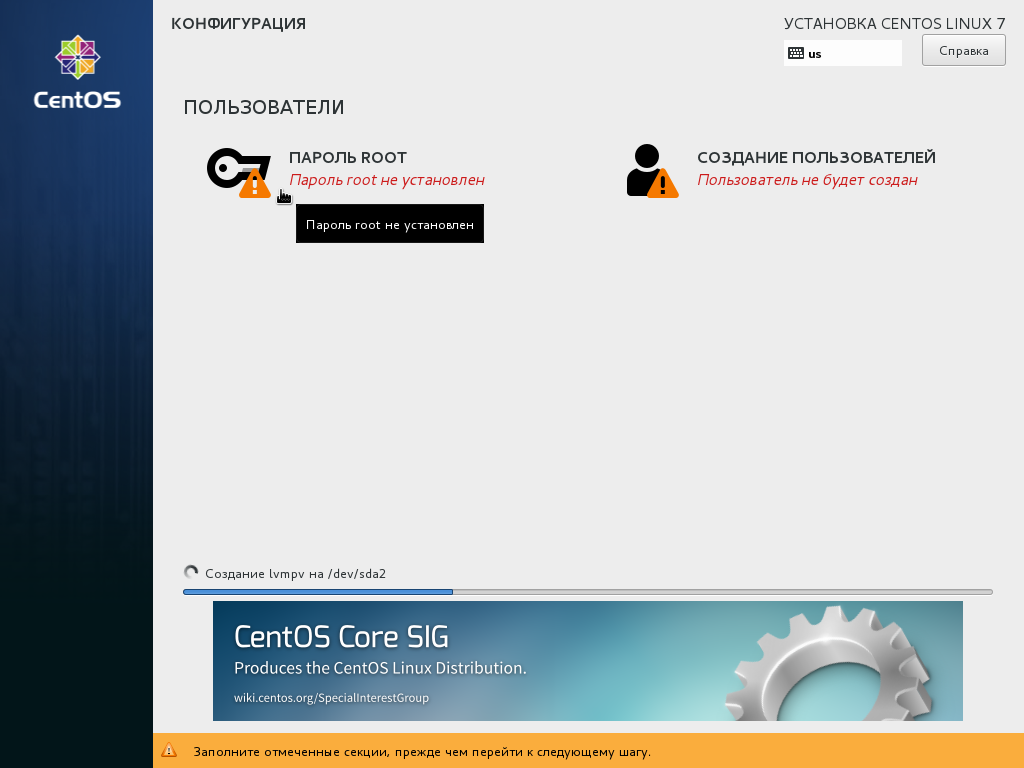 КОНФИГУРАЦИЯ
УСТАНОВКА CENTOS LINUX 7
us
Справка
CentOS
ПОЛЬЗОВАТЕЛИ
ПАРОЛЬ ROOT
Пароль root не установлен
СОЗДАНИЕ ПОЛЬЗОВАТЕЛЕЙ
Пользователь не будет создан
Пароль root не установлен
Создание lvmpv на /dev/sda2
CentOS Core SIG
Produces the CentOS Linux Distribution.
wiki.centos.org/SpecialInterestGroup
Заполните отмеченные секции, прежде чем перейти к следующему шагу.